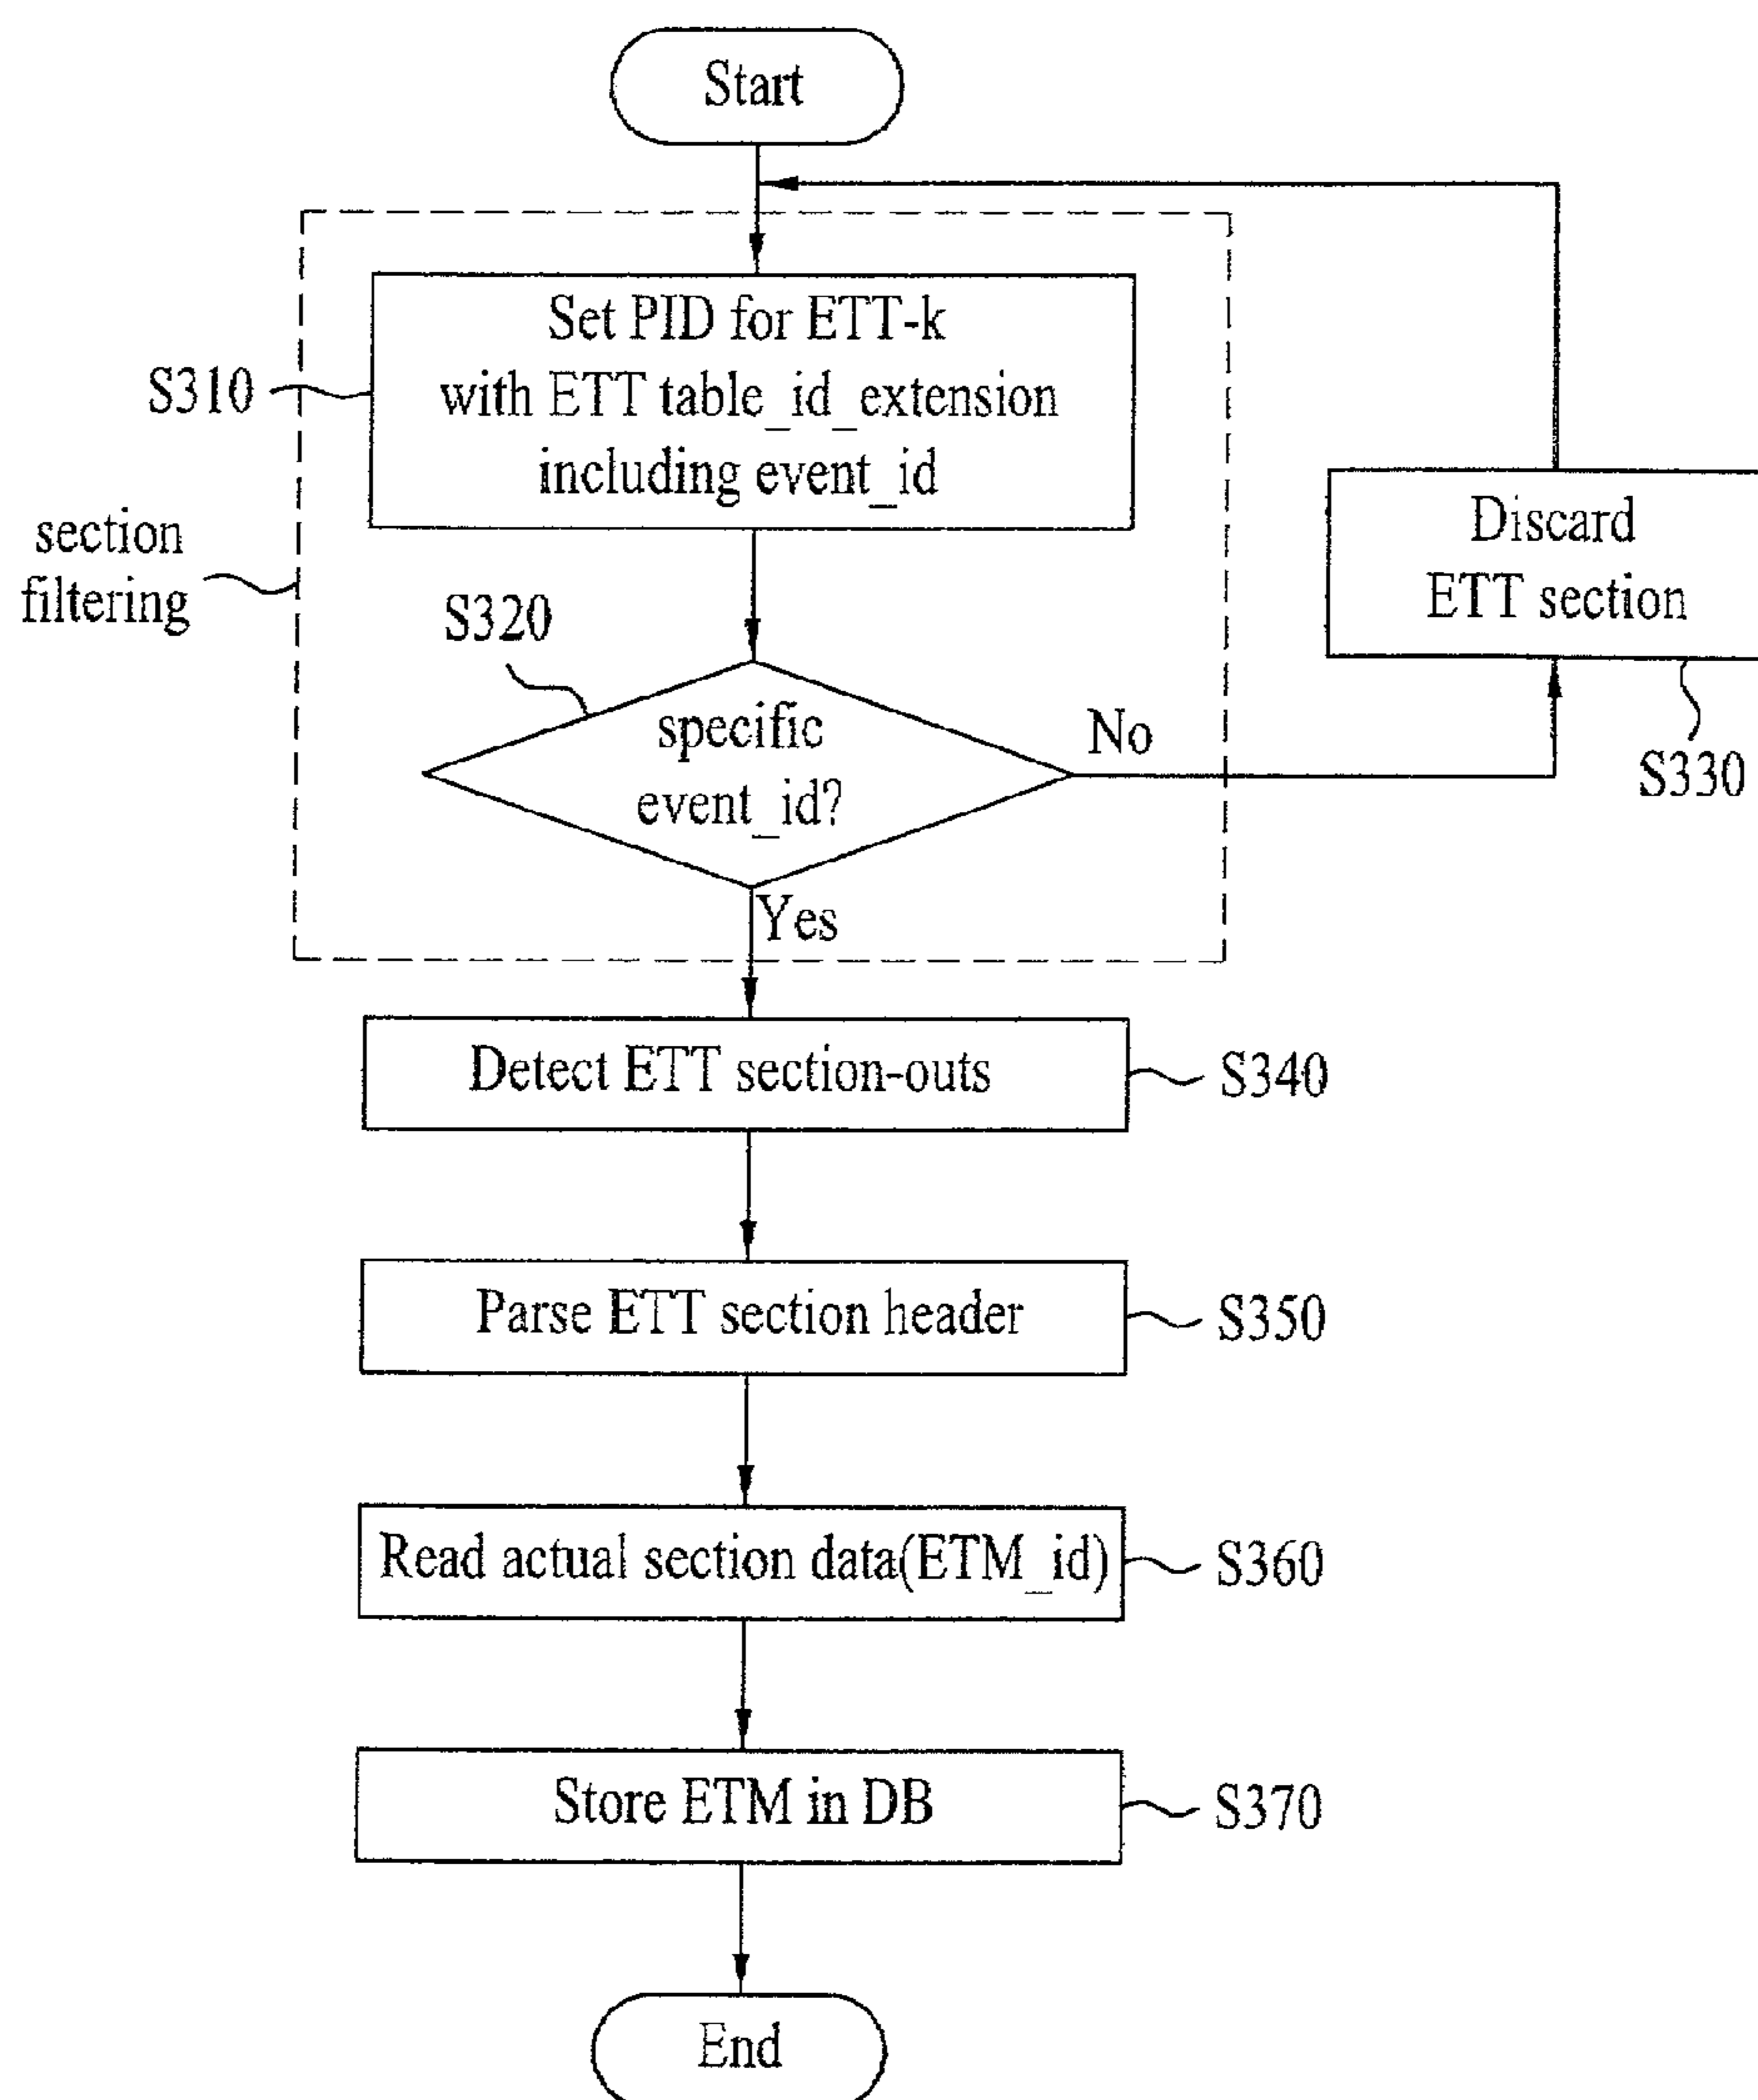 Start
Set PID for ETT-k
with ETT table_id_extension
including event_id
S310
section
filtering
Discard
ETT section
S330
S320
specific
event_id?
No
Yes
Detect ETT section-outs
S340
Parse ETT section header
S350
Read actual section data(ETM_id)
S360
Store ETM in DB
S370
End